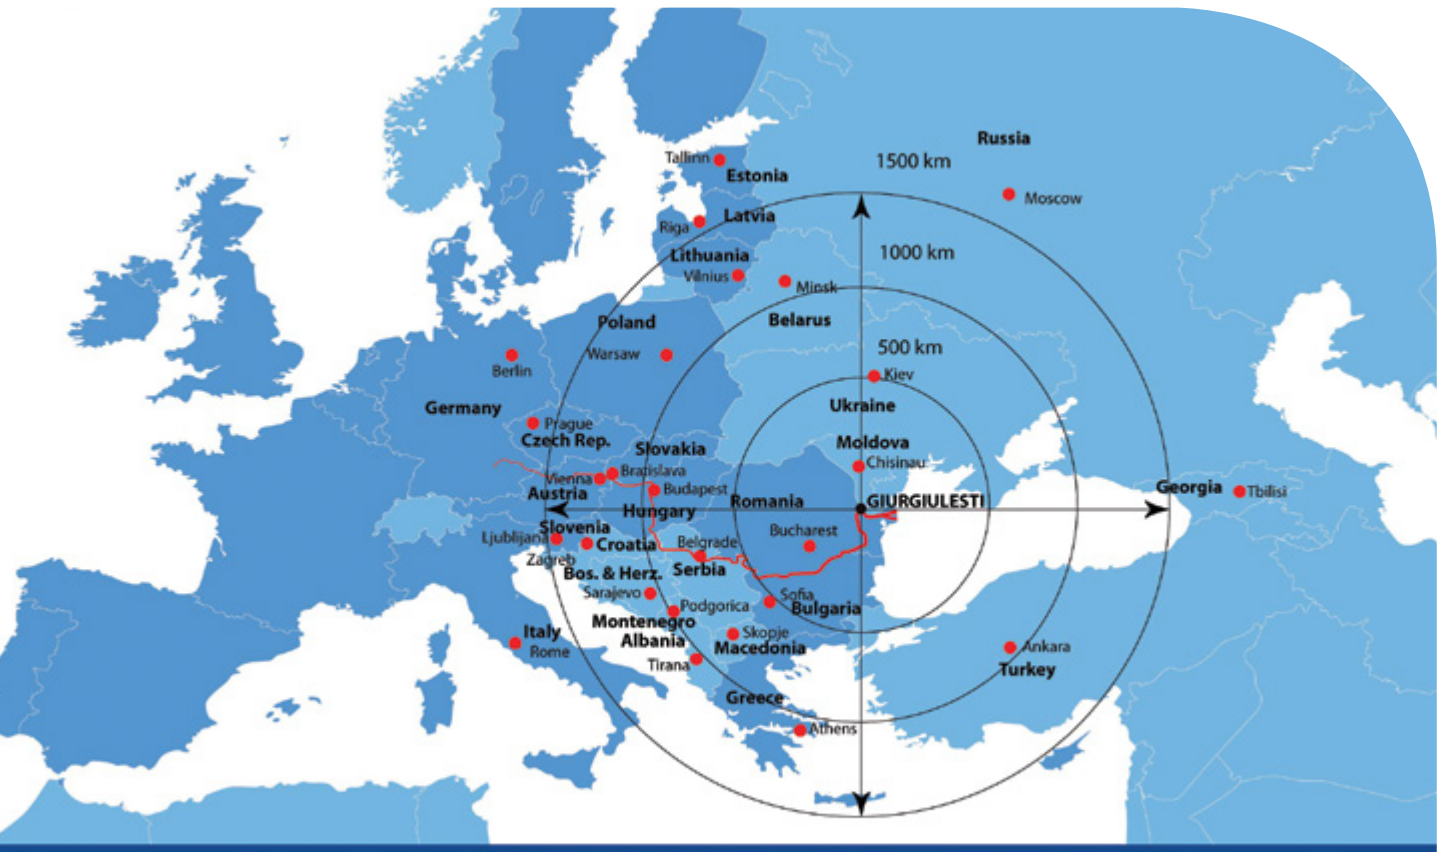 Russia
1500 km
Tallinn
Estonia
Moscow
Latvia
Riga
1000 km
Lithuania
Vilnius
Minsk
Poland
Belarus
500 km
Warsaw
Berlin
Kiev
Germany
Ukraine
Prague
Czech Rep.
Slovakia
Moldova
Chisinau
Bratislava
Vienna
Budapest
Austria
Romania
GIURGIULESTI
Georgia
Tbilisi
Hungary
Slovenia
Ljubljana
Croatia
Belgrade
Bucharest
Zagreb
Bos. & Herz.
Serbia
Sarajevo
Sofia
Podgorica
Bulgaria
Montenegro
Italy
Albania
Skopje
Rome
Macedonia
Ankara
Tirana
Turkey
Greece
Athens